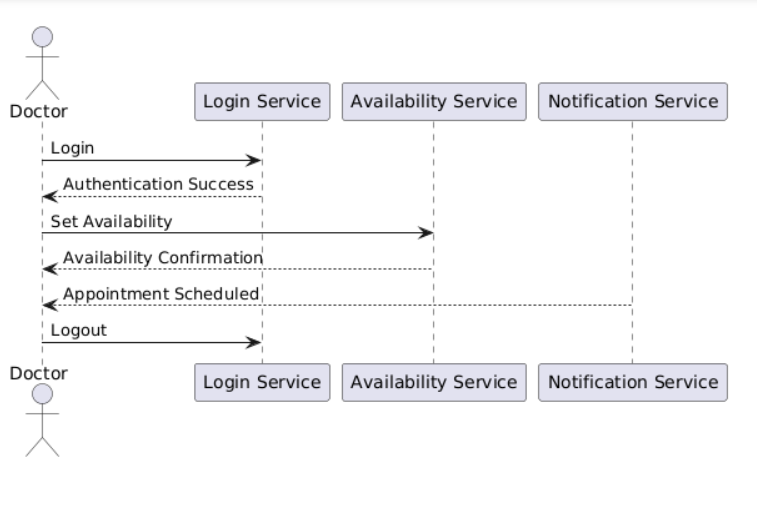 Doctor
Login Service
Availability Service
Notification Service
Login
Authentication Success
Set Availability
Availability Confirmation
Appointment Scheduled
Logout
Doctor
Login Service
Availability Service
Notification Service